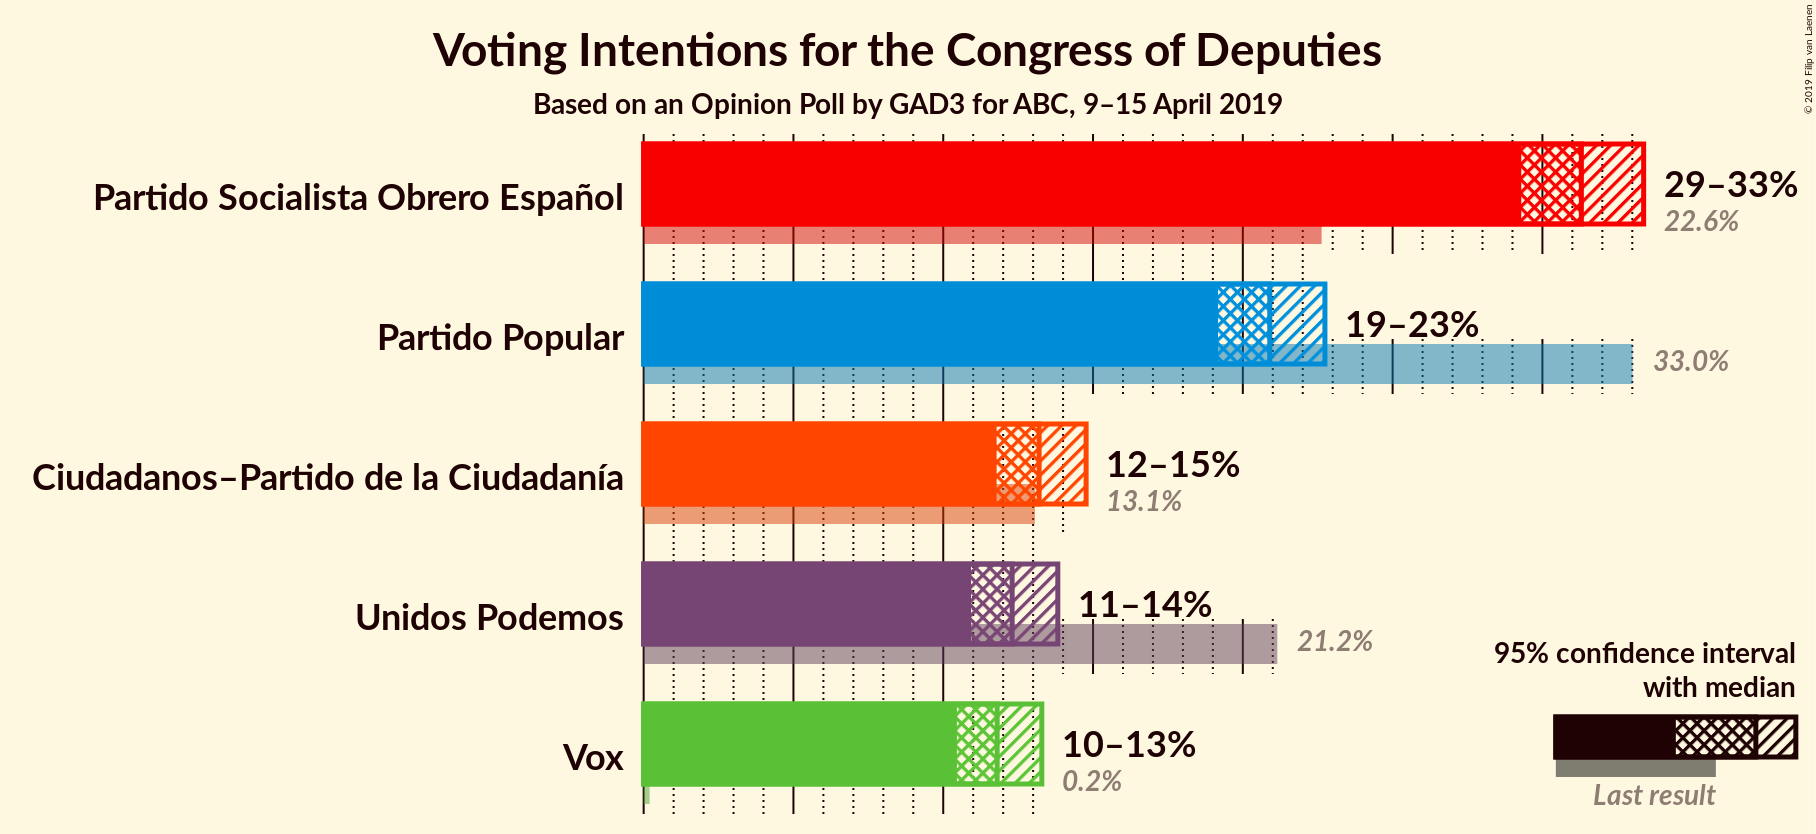 Voting Intentions for the Congress of Deputies
Based on an Opinion Poll by GAD3 for ABC, 9–15 April 2019
© 2019 Filip van Laenen
Partido Socialista Obrero Español
29–33%
22.6%
Partido Popular
19–23%
33.0%
Ciudadanos–Partido de la Ciudadanía
12–15%
13.1%
Unidos Podemos
11–14%
21.2%
Vox
10–13%
0.2%
95% confidence interval
with median
Last result